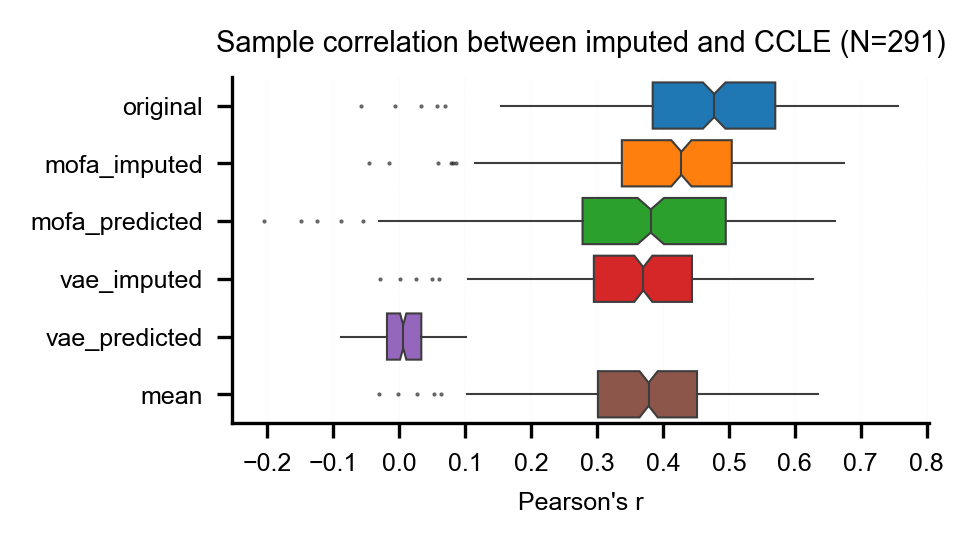 Sample correlation between imputed and CCLE (N=291)
original
mofa_imputed
mofa_predicted
vae_imputed
vae_predicted
mean
−0.2 −0.1 0.0 0.1 0.2 0.3 0.4 0.5 0.6 0.7 0.8
Pearson's r